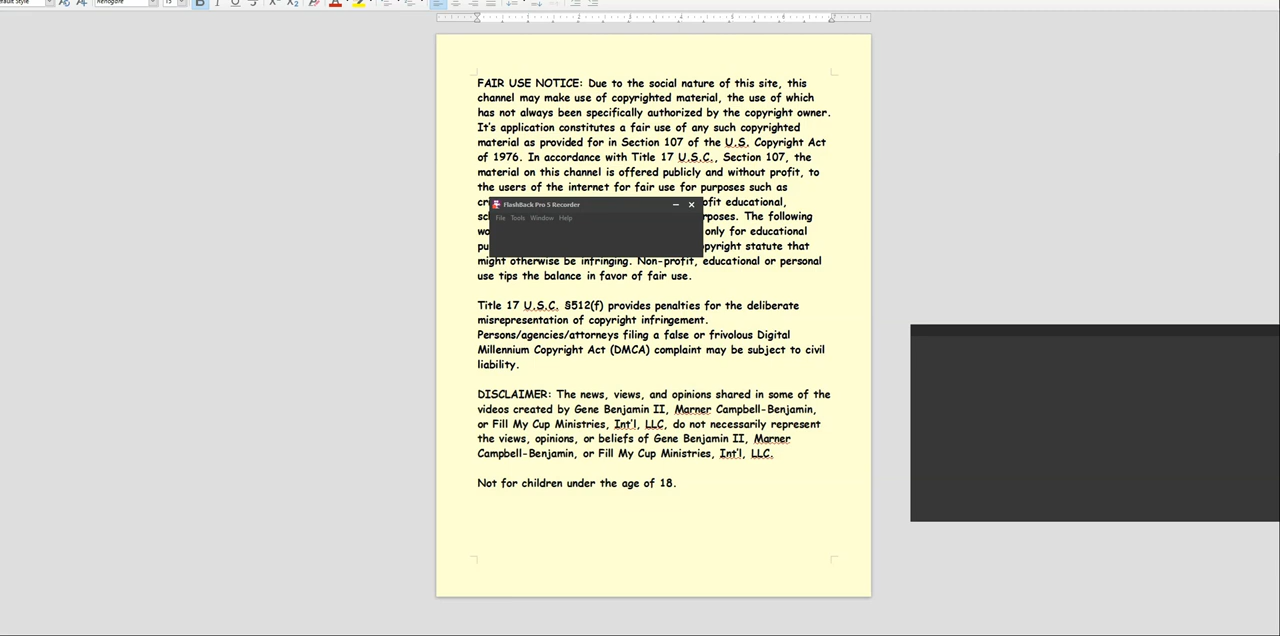 FAIR USE NOTICE: Due to the social nature of this site, this
channel may make use of copyrighted material, the use of which
has not always been specifically authorized by the copyright owner.
It's application constitutes a fair use of any such copyrighted
material as provided for in Section 107 of the U.S. Copyright Act
of 1976. In accordance with Title 17 U.S.C., Section 107, the
material on this channel is offered publicly and without profit, to
the users of the internet for fair use for purposes such as
educational,
FlashBack Pro 5 Recorder
File Tools Window Help
The following
only for educational
statute that
might otherwise be infringing. Non-profit, educational or personal
use tips the balance in favor of fair use.
Title 17 U.S.C. §512(f) provides penalties for the deliberate
misrepresentation of copyright infringement.
Persons/agencies/attorneys filing a false or frivolous Digital
Millennium Copyright Act (DMCA) complaint may be subject to civil
liability.
DISCLAIMER: The news, views, and opinions shared in some of the
videos created by Gene Benjamin II, Marner Campbell-Benjamin,
or Fill My Cup Ministries, Int'l, LLC, do not necessarily represent
the views, opinions, or beliefs of Gene Benjamin II, Marner
Campbell-Benjamin, or Fill My Cup Ministries, Int'l, LLC.
Not for children under the age of 18.